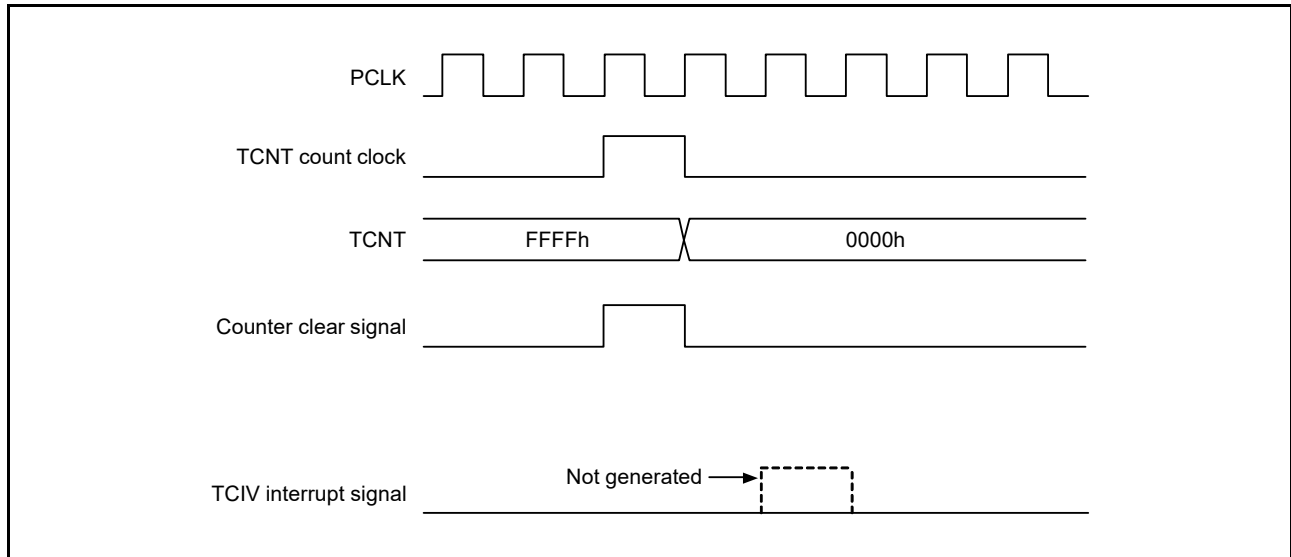 PCLK
TCNT count clock
TCNT
FFFFh
0000h
Counter clear signal
Not generated
TCIV interrupt signal